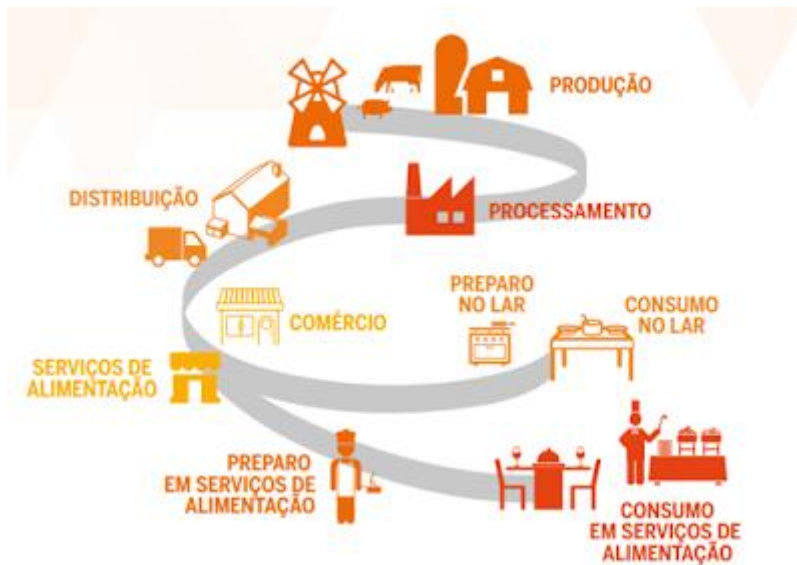 PRODUÇÃO
DISTRIBUIÇÃO
PROCESSAMENTO
COMÉRCIO
PREPARO
NO LAR
CONSUMO
NO LAR
SERVIÇOS DE
ALIMENTAÇÃO
PREPARO
EM SERVIÇOS DE
ALIMENTAÇÃO
CONSUMO
EM SERVIÇOS DE
ALIMENTAÇÃO